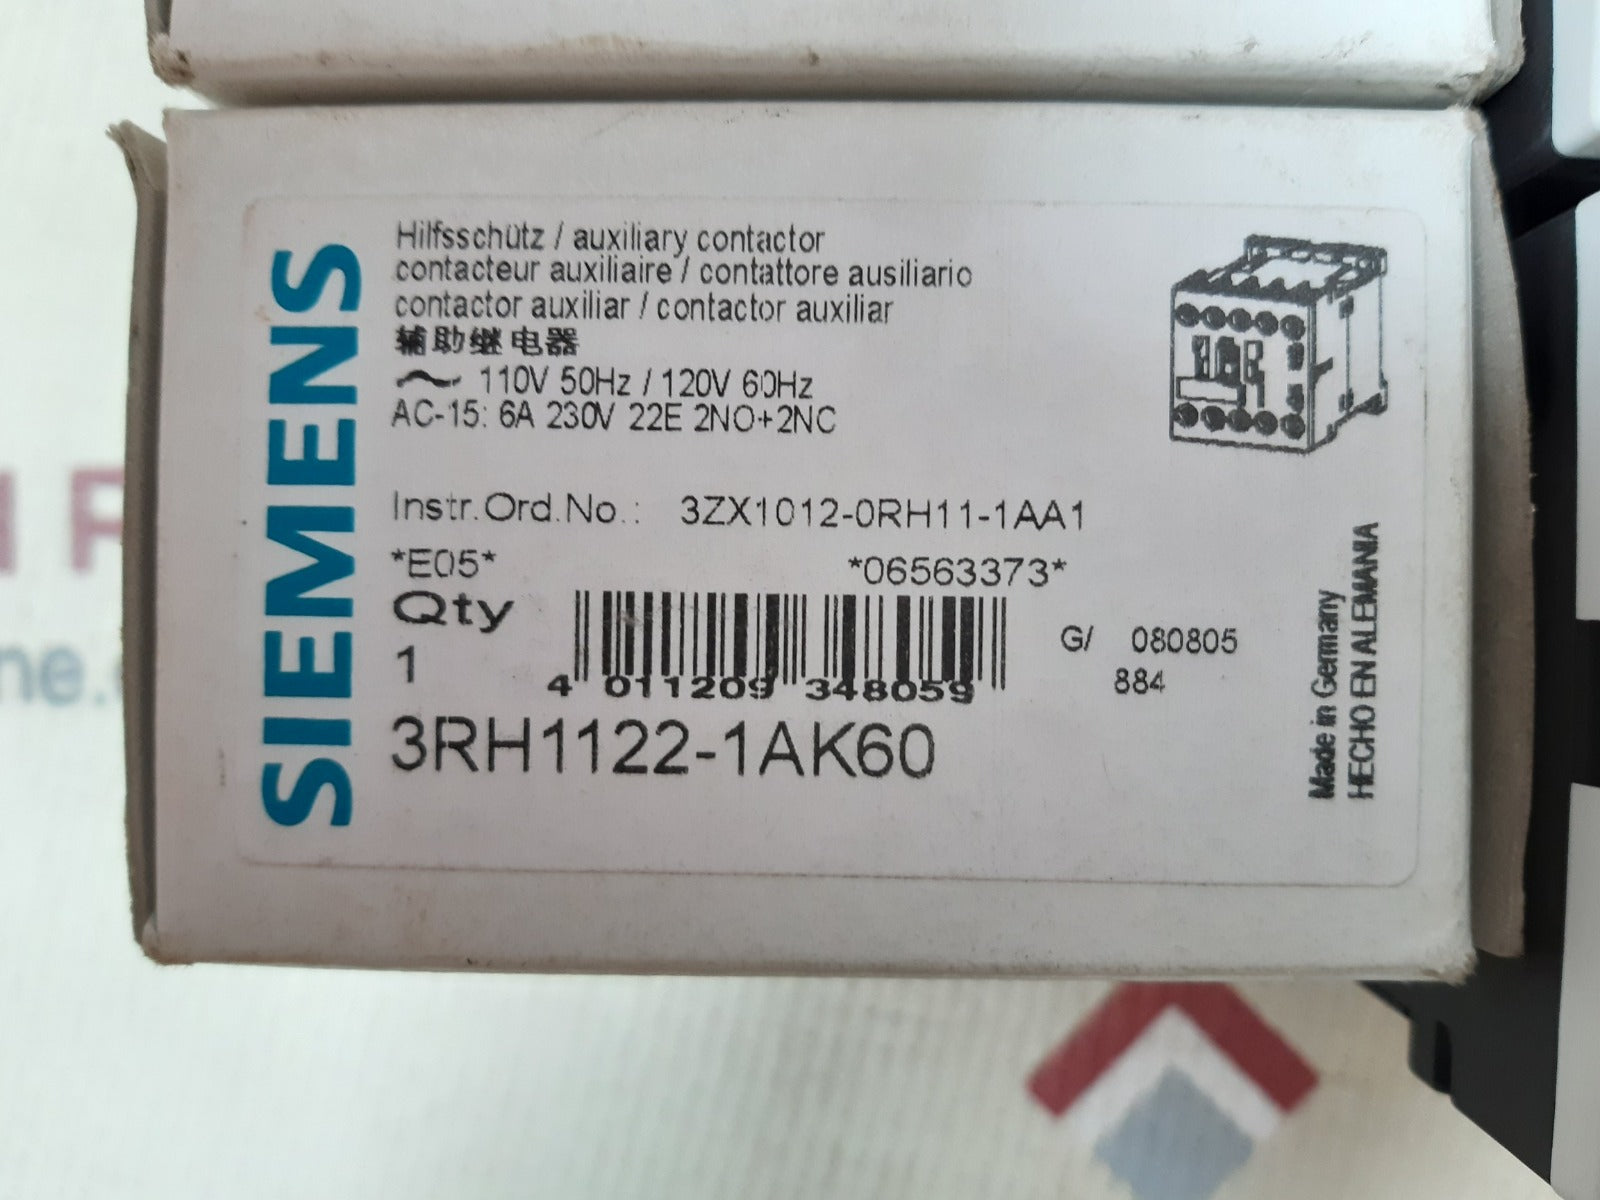 SIEMENS
Hilfsschütz / auxiliary contactor
contacteur auxiliaire / contattore ausiliario
contactor auxiliar / contactor auxiliar
辅助继电器
~ 110V 50Hz / 120V 60Hz
AC-15: 6A 230V 22E 2NO+2NC
Instr.Ord.No.: 3ZX1012-0RH11-1AA1
*E05* *06563373*
Qty
1
4 011209 348059
G/ 080805
884
3RH1122-1AK60
Made in Germany
HECHO EN ALEMANIA